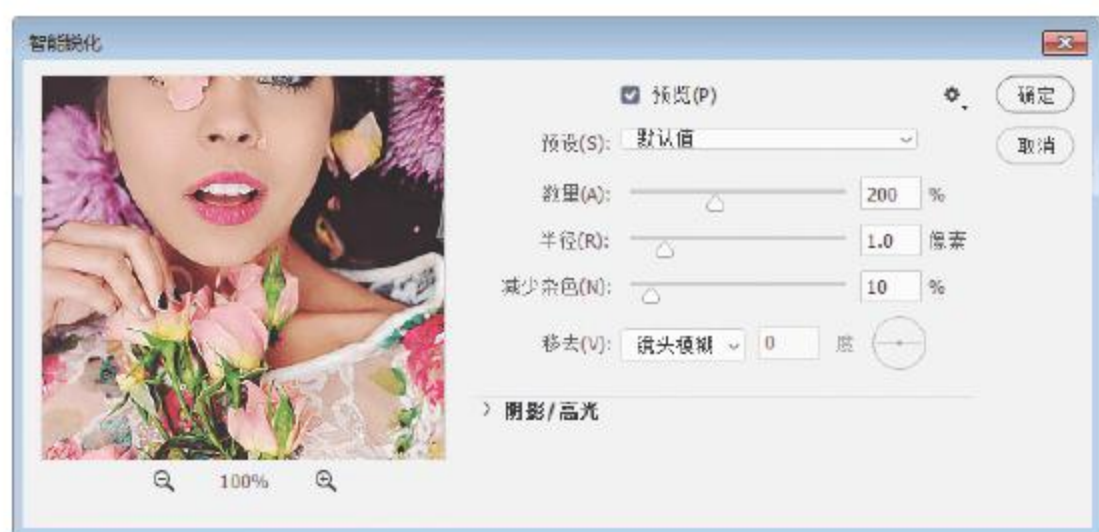 智能锐化
预览(P)
确定
预设(S): 默认值
取消
数量(A): 200 %
半径(R): 1.0 像素
减少杂色(N): 10 %
移去(V): 镜头模糊 0 度
阴影/高光
100%